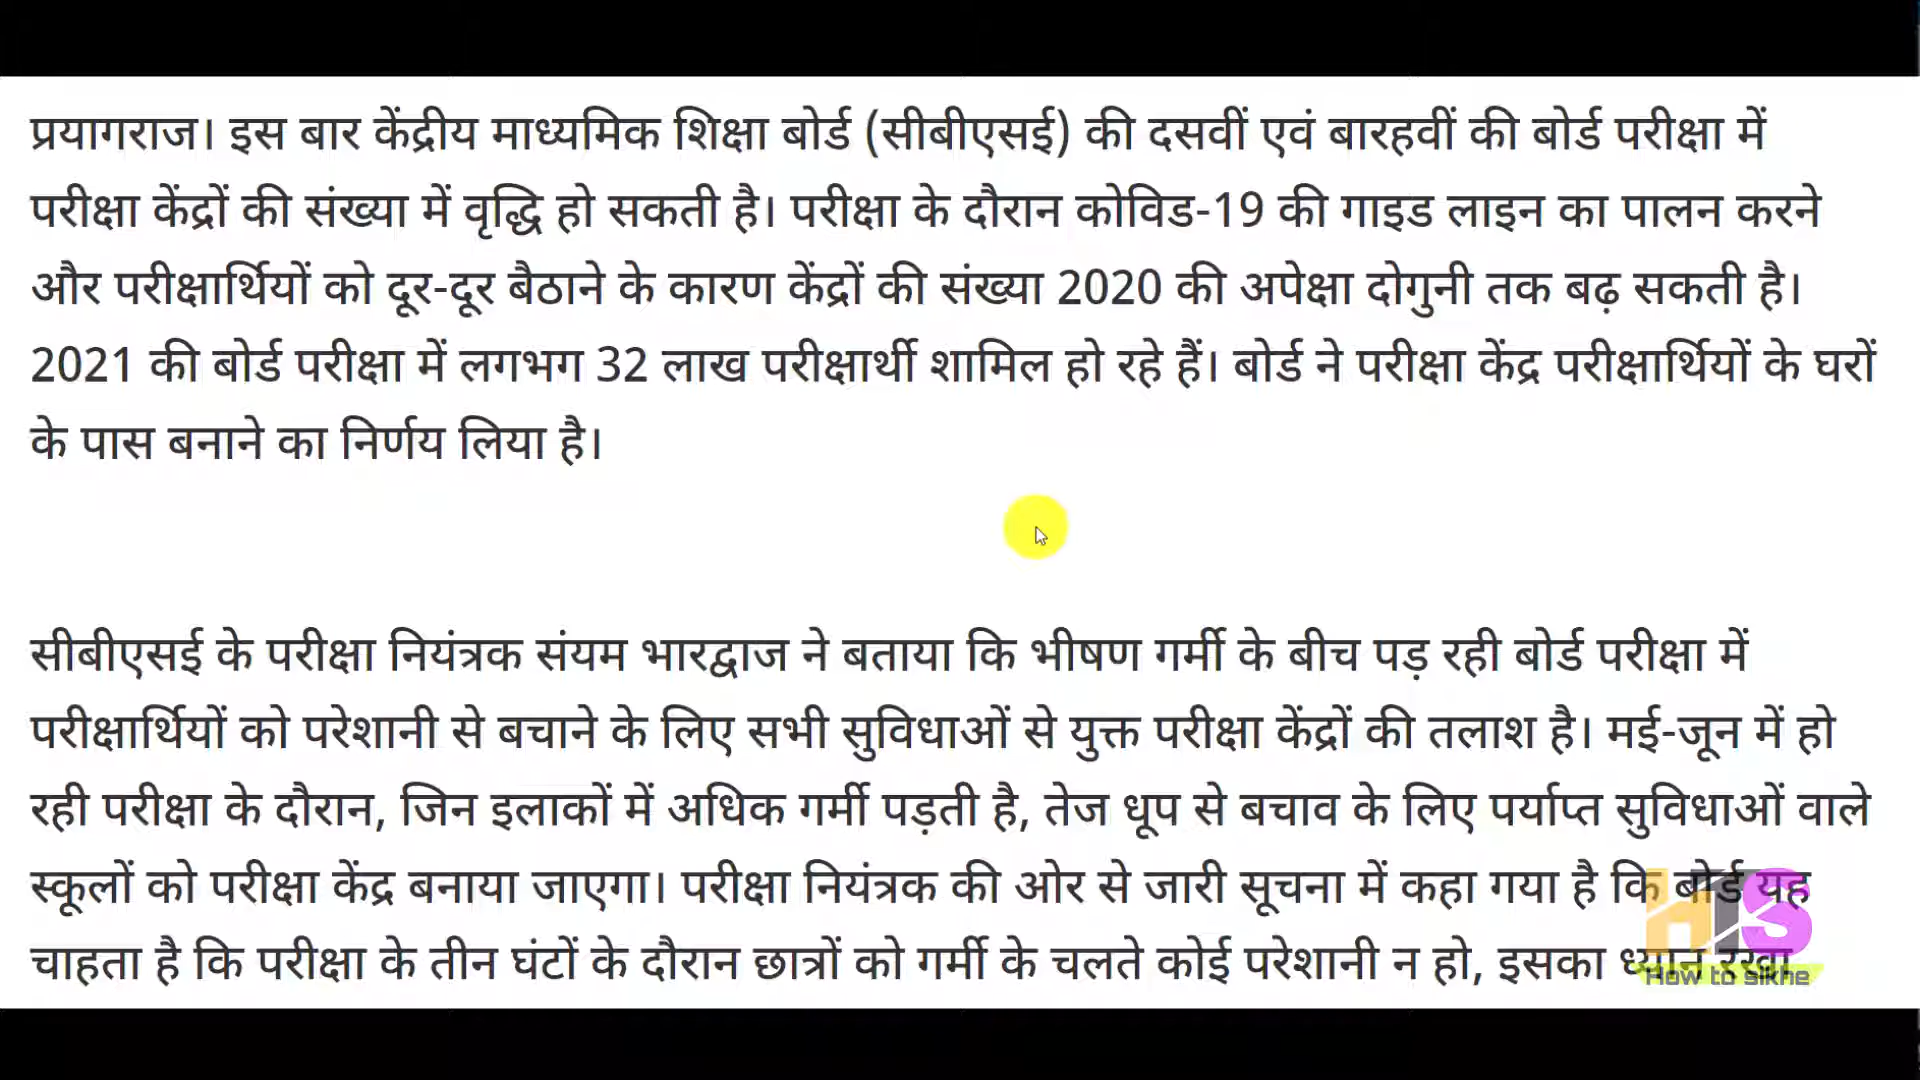 प्रयागराज। इस बार केंद्रीय माध्यमिक शिक्षा बोर्ड (सीबीएसई) की दसवीं एवं बारहवीं की बोर्ड परीक्षा में
परीक्षा केंद्रों की संख्या में वृद्धि हो सकती है। परीक्षा के दौरान कोविड-19 की गाइड लाइन का पालन करने
और परीक्षार्थियों को दूर-दूर बैठाने के कारण केंद्रों की संख्या 2020 की अपेक्षा दोगुनी तक बढ़ सकती है।
2021 की बोर्ड परीक्षा में लगभग 32 लाख परीक्षार्थी शामिल हो रहे हैं। बोर्ड ने परीक्षा केंद्र परीक्षार्थियों के घरों
के पास बनाने का निर्णय लिया है।
सीबीएसई के परीक्षा नियंत्रक संयम भारद्वाज ने बताया कि भीषण गर्मी के बीच पड़ रही बोर्ड परीक्षा में
परीक्षार्थियों को परेशानी से बचाने के लिए सभी सुविधाओं से युक्त परीक्षा केंद्रों की तलाश है। मई-जून में हो
रही परीक्षा के दौरान, जिन इलाकों में अधिक गर्मी पड़ती है, तेज धूप से बचाव के लिए पर्याप्त सुविधाओं वाले
स्कूलों को परीक्षा केंद्र बनाया जाएगा। परीक्षा नियंत्रक की ओर से जारी सूचना में कहा गया है कि बोर्ड यह
चाहता है कि परीक्षा के तीन घंटों के दौरान छात्रों को गर्मी के चलते कोई परेशानी न हो, इसका ध्यान रखा
HTS
How to sikhe